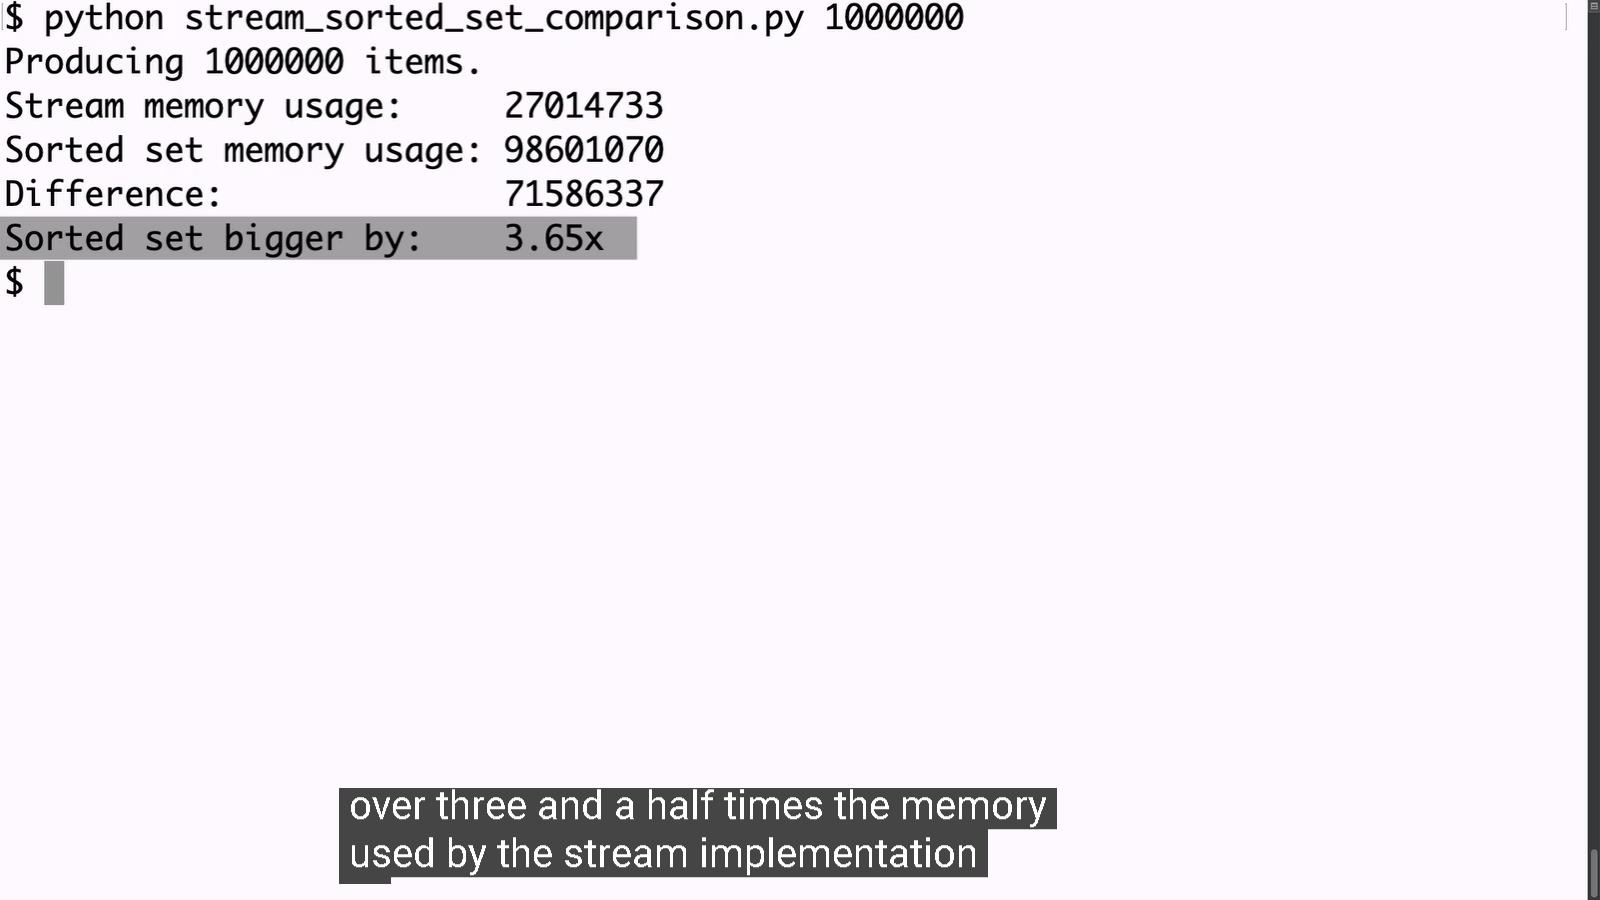 $ python stream_sorted_set_comparison.py 1000000
Producing 1000000 items.
Stream memory usage:     27014733
Sorted set memory usage: 98601070
Difference:              71586337
Sorted set bigger by:    3.65x
$
over three and a half times the memory
used by the stream implementation